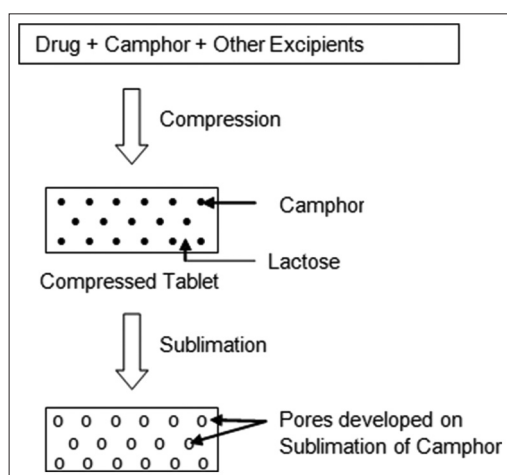 Drug + Camphor + Other Excipients
Compression
Camphor
Lactose
Compressed Tablet
Sublimation
Pores developed on
Sublimation of Camphor